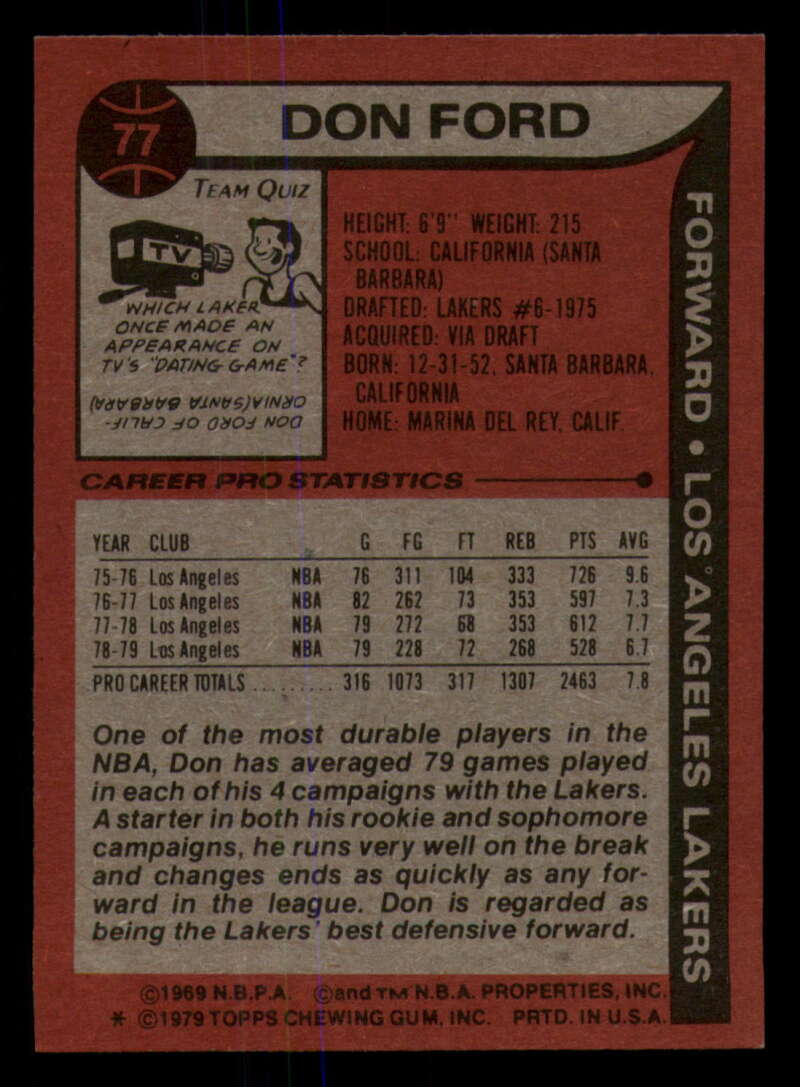 77
DON FORD
TEAM QUIZ
TV
WHICH LAKER
ONCE MADE AN
APPEARANCE ON
TV'S "DATING GAME"?
DON FORD OF CALIF-
ORNIA (SANTA BARBARA)
HEIGHT: 6'9" WEIGHT: 215
SCHOOL: CALIFORNIA (SANTA
BARBARA)
DRAFTED: LAKERS #6-1975
ACQUIRED: VIA DRAFT
BORN: 12-31-52, SANTA BARBARA,
CALIFORNIA
HOME: MARINA DEL REY, CALIF.
FORWARD • LOS ANGELES LAKERS
CAREER PRO STATISTICS
YEAR CLUB G FG FT REB PTS AVG
75-76 Los Angeles NBA 76 311 104 333 726 9.6
76-77 Los Angeles NBA 82 262 73 353 597 7.3
77-78 Los Angeles NBA 79 272 68 353 612 7.7
78-79 Los Angeles NBA 79 228 72 268 528 6.7
PRO CAREER TOTALS .......... 316 1073 317 1307 2463 7.8
One of the most durable players in the
NBA, Don has averaged 79 games played
in each of his 4 campaigns with the Lakers.
A starter in both his rookie and sophomore
campaigns, he runs very well on the break
and changes ends as quickly as any for-
ward in the league. Don is regarded as
being the Lakers' best defensive forward.
©1969 N.B.P.A. ©and TM N.B.A. PROPERTIES, INC.
* ©1979 TOPPS CHEWING GUM, INC. PRTD. IN U.S.A.